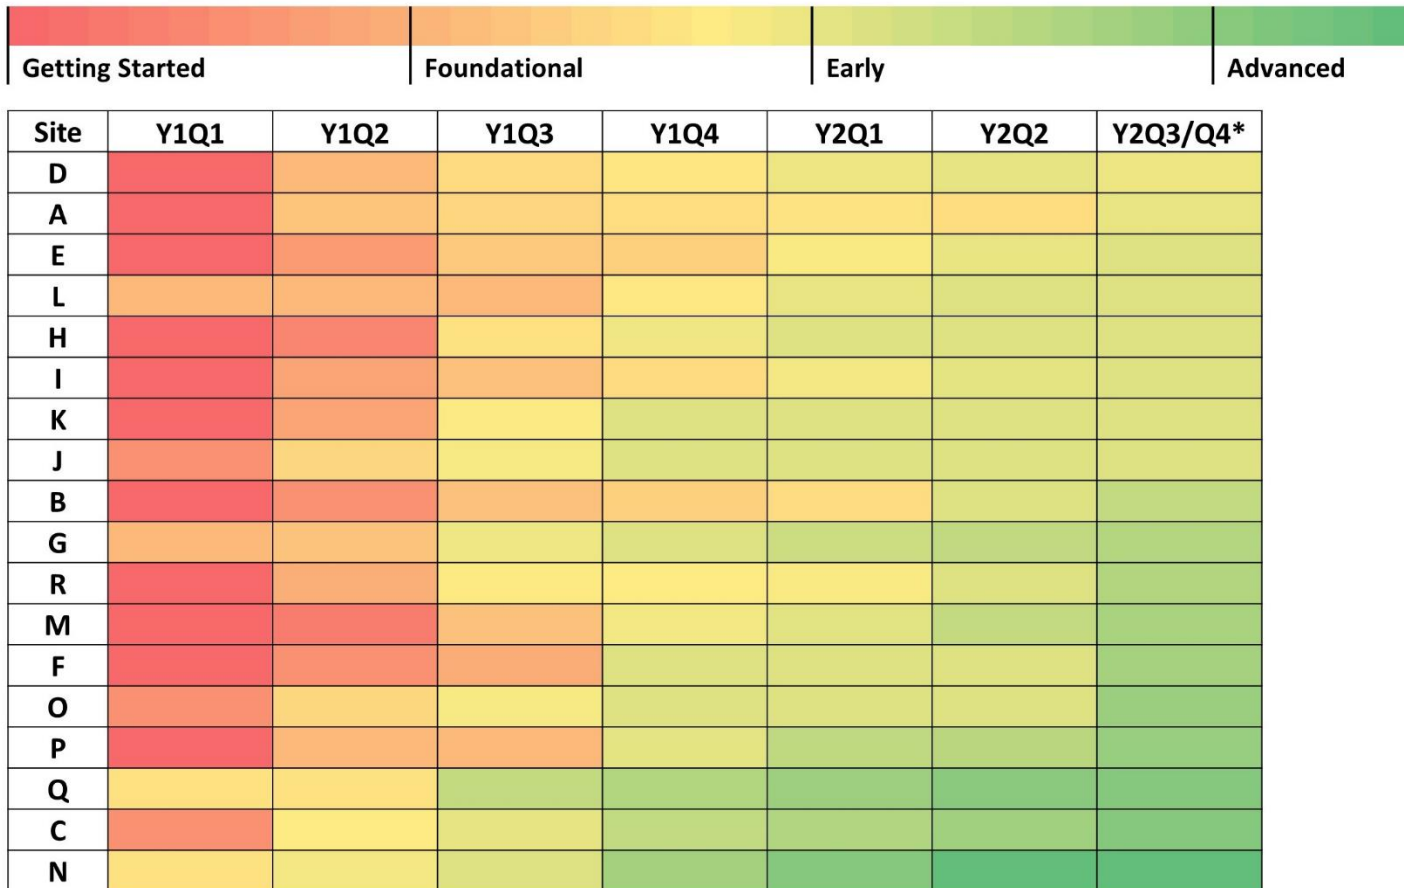 Getting Started Foundational Early Advanced
Site Y1Q1 Y1Q2 Y1Q3 Y1Q4 Y2Q1 Y2Q2 Y2Q3/Q4*
D
A
E
L
H
I
K
J
B
G
R
M
F
O
P
Q
C
N